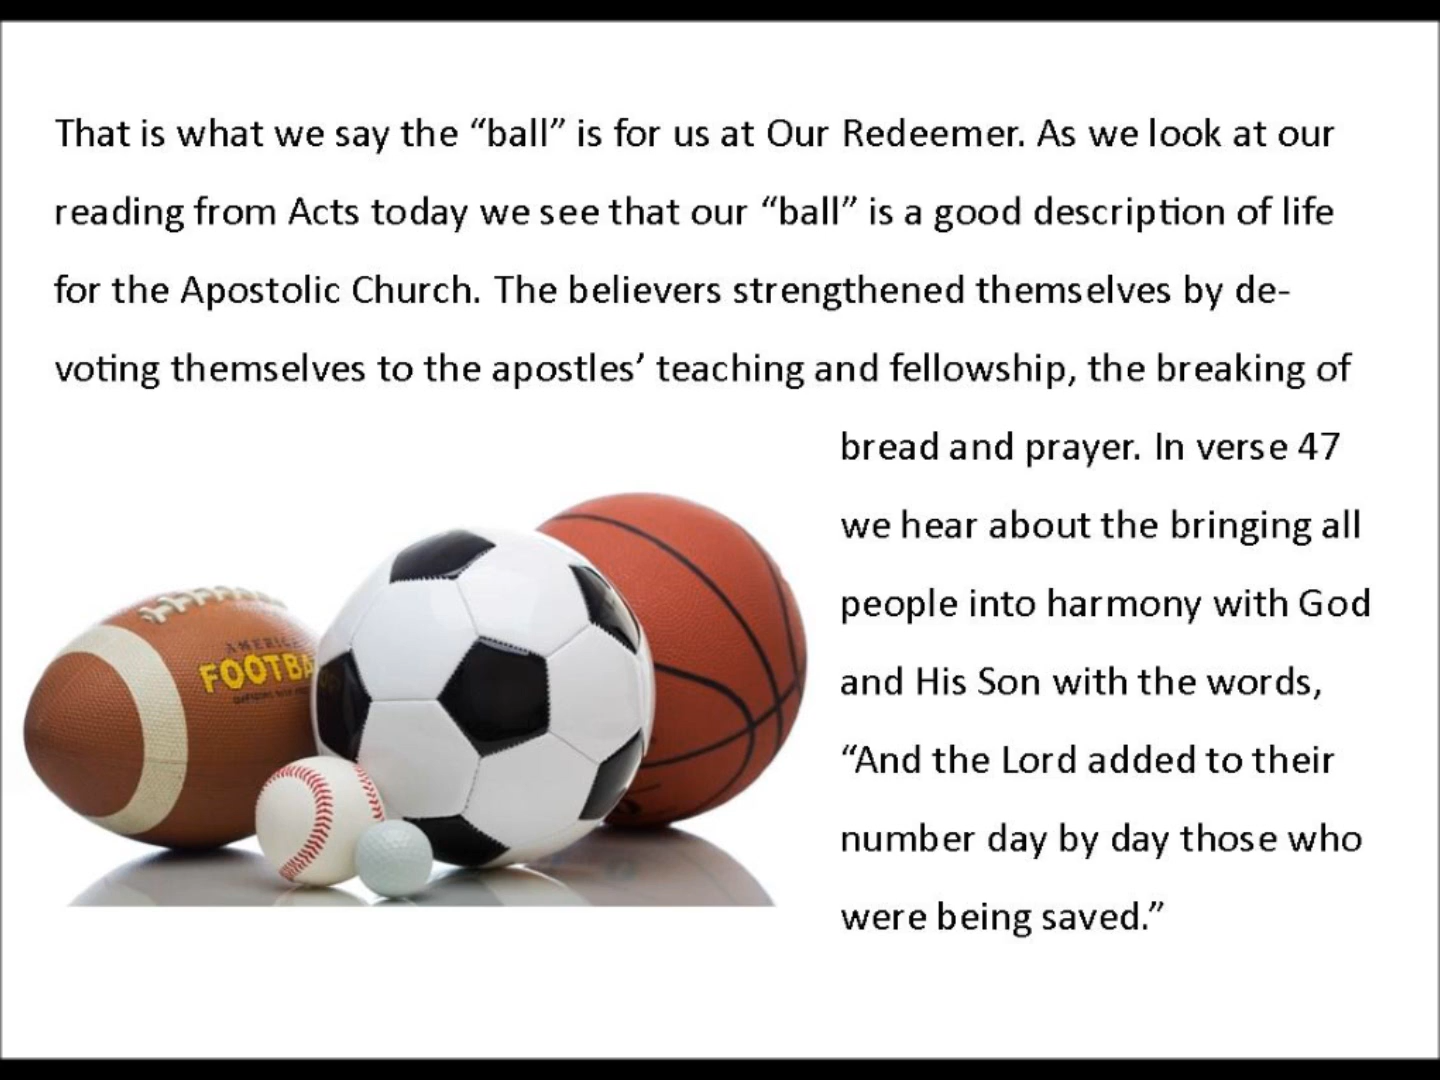 That is what we say the “ball” is for us at Our Redeemer. As we look at our
reading from Acts today we see that our “ball” is a good description of life
for the Apostolic Church. The believers strengthened themselves by de-
voting themselves to the apostles’ teaching and fellowship, the breaking of
bread and prayer. In verse 47
we hear about the bringing all
people into harmony with God
and His Son with the words,
“And the Lord added to their
number day by day those who
were being saved.”
AMERIC
FOOTBA